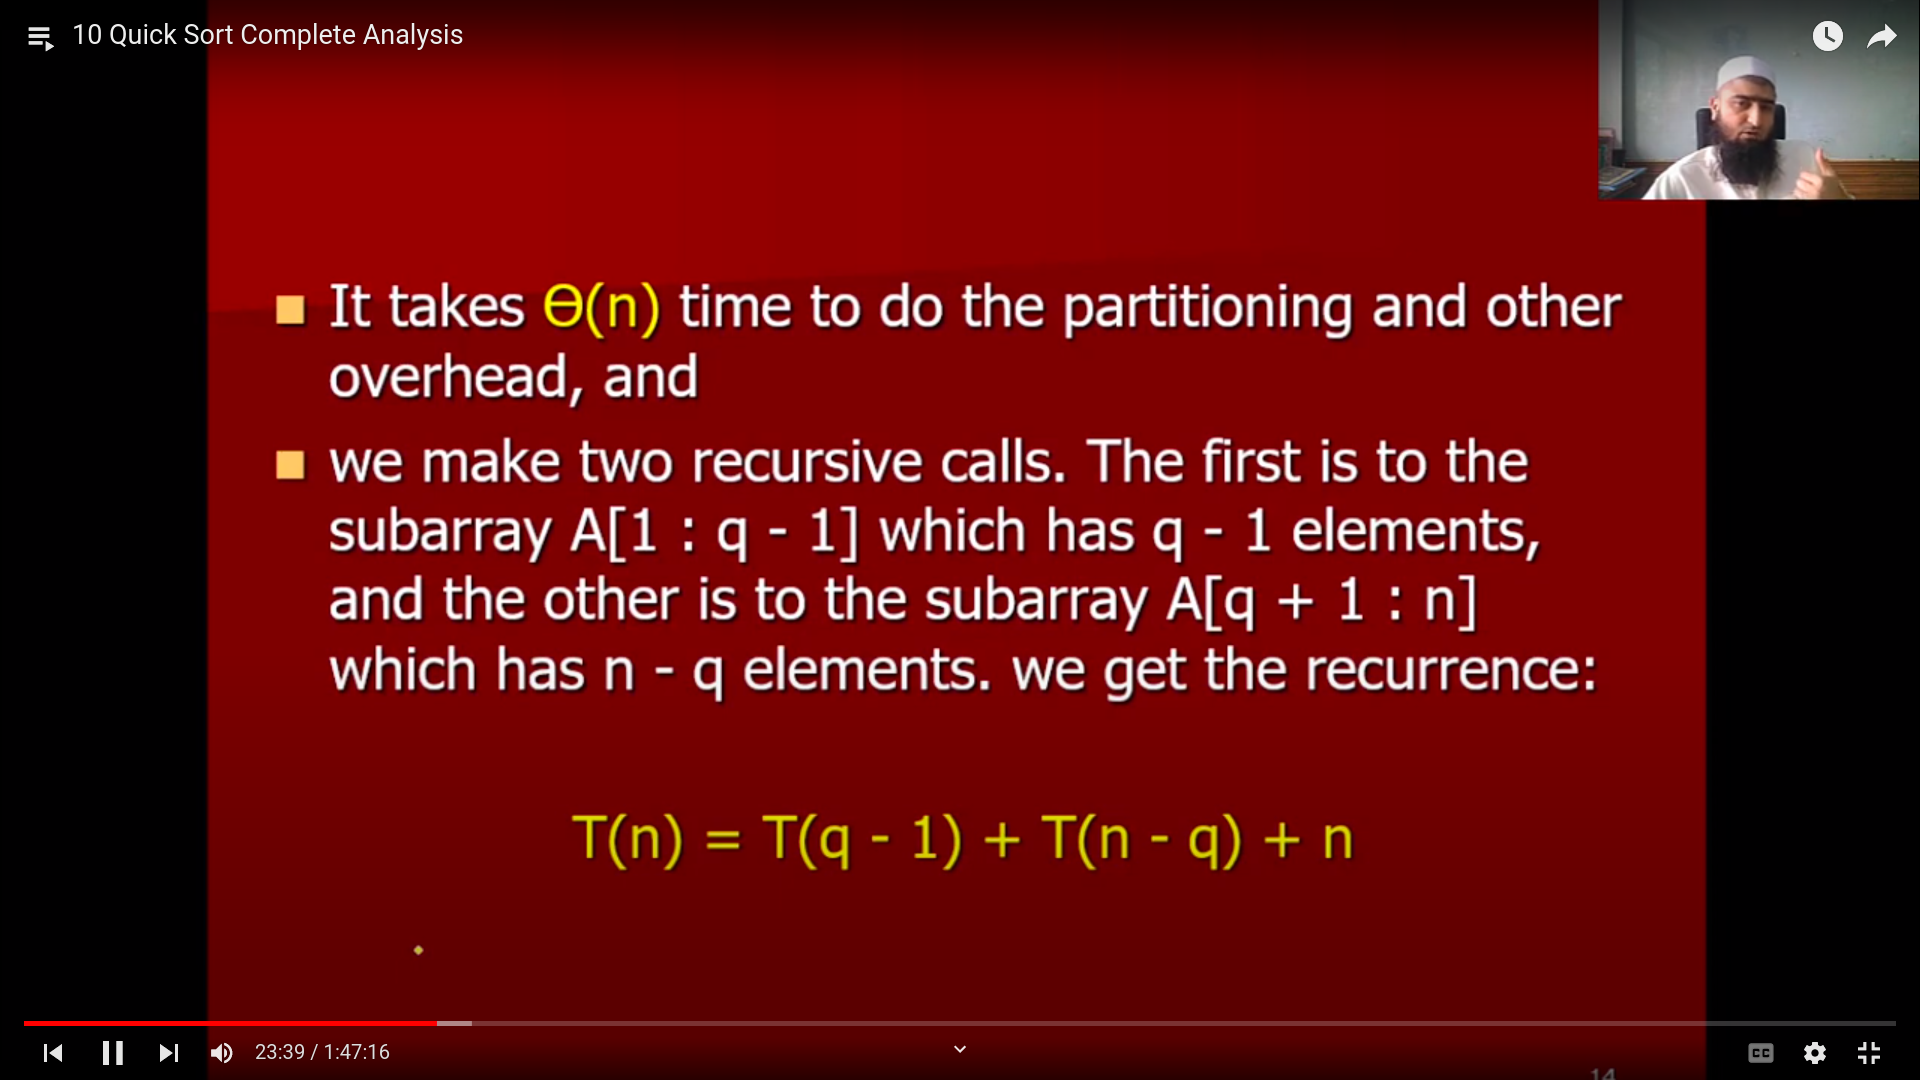 10 Quick Sort Complete Analysis
It takes Ө(n) time to do the partitioning and other
overhead, and
we make two recursive calls. The first is to the
subarray A[1 : q - 1] which has q - 1 elements,
and the other is to the subarray A[q + 1 : n]
which has n - q elements. we get the recurrence:
T(n) = T(q - 1) + T(n - q) + n
23:39 / 1:47:16
CC
14